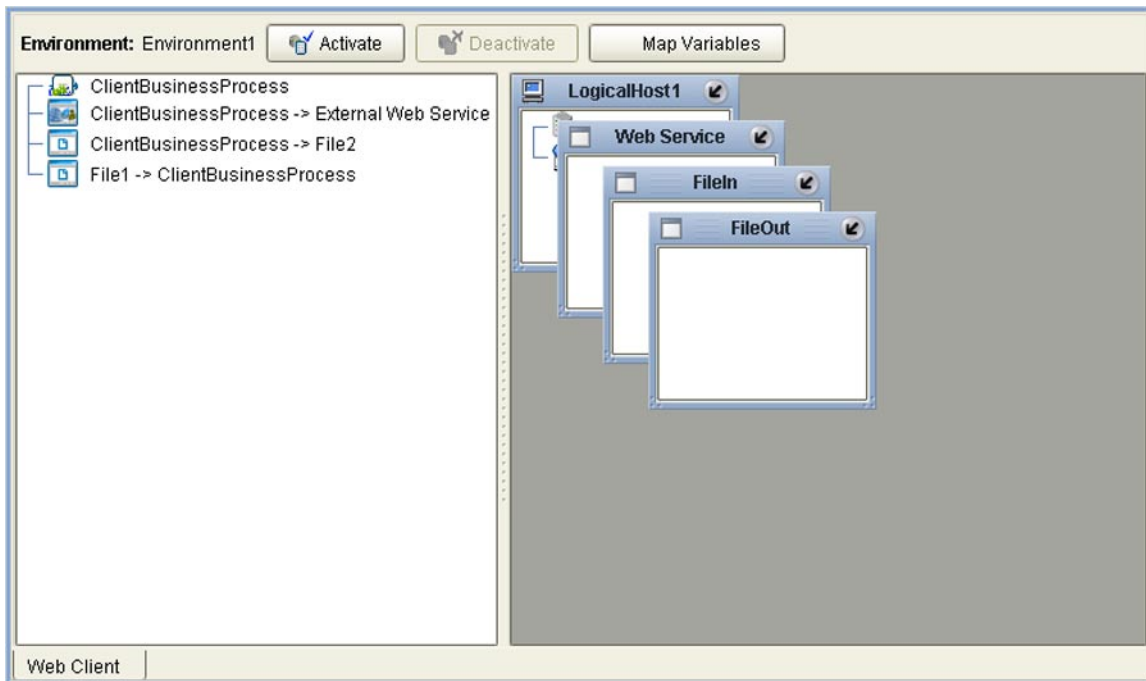 Environment: Environment1 Activate Deactivate Map Variables
ClientBusinessProcess
ClientBusinessProcess -> External Web Service
ClientBusinessProcess -> File2
File1 -> ClientBusinessProcess
LogicalHost1
Web Service
FileIn
FileOut
Web Client